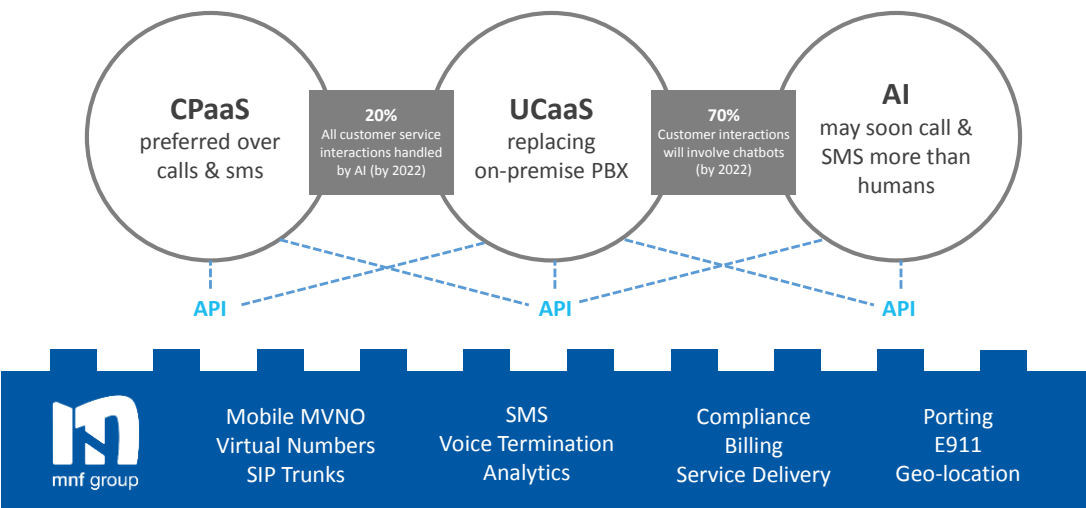 CPaaS
preferred over
calls & sms
20%
All customer service
interactions handled
by AI (by 2022)
UCaaS
replacing
on-premise PBX
70%
Customer interactions
will involve chatbots
(by 2022)
AI
may soon call &
SMS more than
humans
API
API
API
mnf group
Mobile MVNO
Virtual Numbers
SIP Trunks
SMS
Voice Termination
Analytics
Compliance
Billing
Service Delivery
Porting
E911
Geo-location